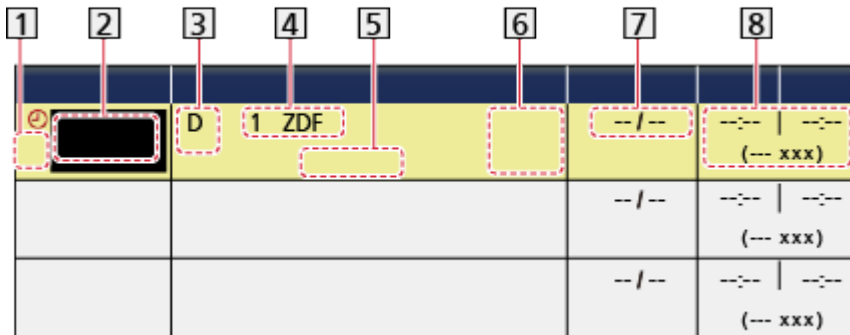 1 2 3 4 5 6 7 8
D 1 ZDF --/-- --:-- | --:--
(--- xxx)
--/-- --:-- | --:--
(--- xxx)
--/-- --:-- | --:--
(--- xxx)